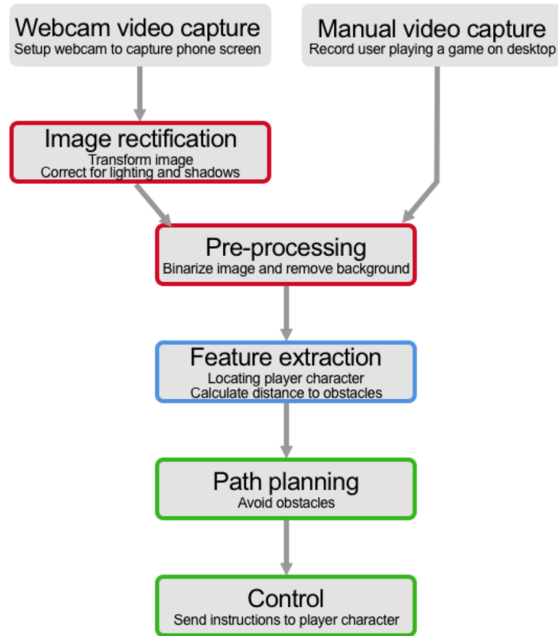 Webcam video capture
Setup webcam to capture phone screen
Manual video capture
Record user playing a game on desktop
Image rectification
Transform image
Correct for lighting and shadows
Pre-processing
Binarize image and remove background
Feature extraction
Locating player character
Calculate distance to obstacles
Path planning
Avoid obstacles
Control
Send instructions to player character